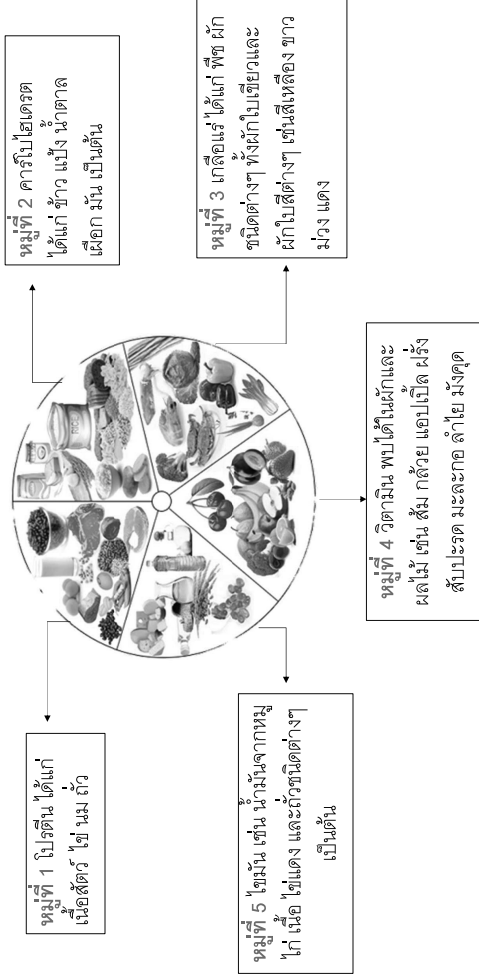 หมู่ที่ 1 โปรตีน ได้แก่
เนื้อสัตว์ ไข่ นม ถั่ว
หมู่ที่ 2 คาร์โบไฮเดรต
ได้แก่ ข้าว แป้ง น้ำตาล
เผือก มัน เป็นต้น
หมู่ที่ 3 เกลือแร่ ได้แก่ พืช ผัก
ชนิดต่างๆ ทั้งผักใบเขียวและ
ผักใบสีต่างๆ เช่นสีเหลือง ขาว
ม่วง แดง
หมู่ที่ 4 วิตามิน พบได้ในผักและ
ผลไม้ เช่น ส้ม กล้วย แอปเปิ้ล ฝรั่ง
สับปะรด มะละกอ ลำไย มังคุด
หมู่ที่ 5 ไขมัน เช่น น้ำมันจากหมู
ไก่ เนื้อ ไข่แดง และถั่วชนิดต่างๆ
เป็นต้น
RICE